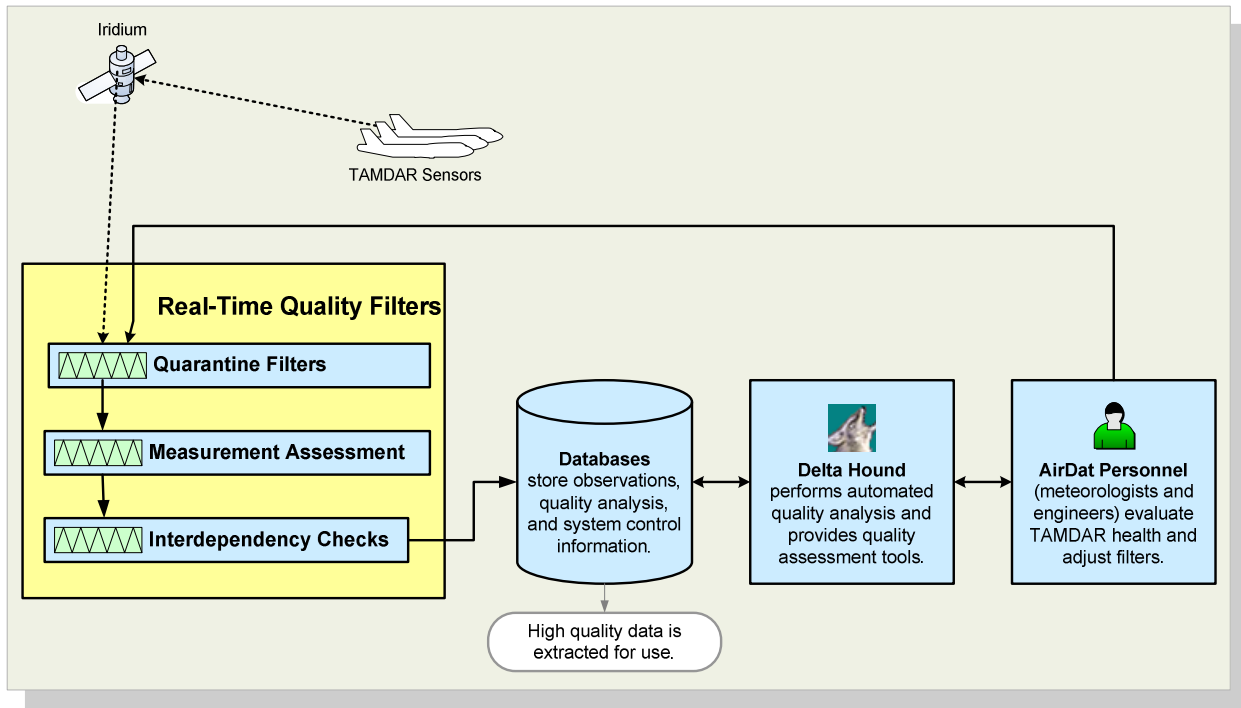 Iridium
TAMDAR Sensors
Real-Time Quality Filters
Quarantine Filters
Measurement Assessment
Interdependency Checks
Databases
store observations,
quality analysis,
and system control
information.
Delta Hound
performs automated
quality analysis and
provides quality
assessment tools.
AirDat Personnel
(meteorologists and
engineers) evaluate
TAMDAR health and
adjust filters.
High quality data is
extracted for use.